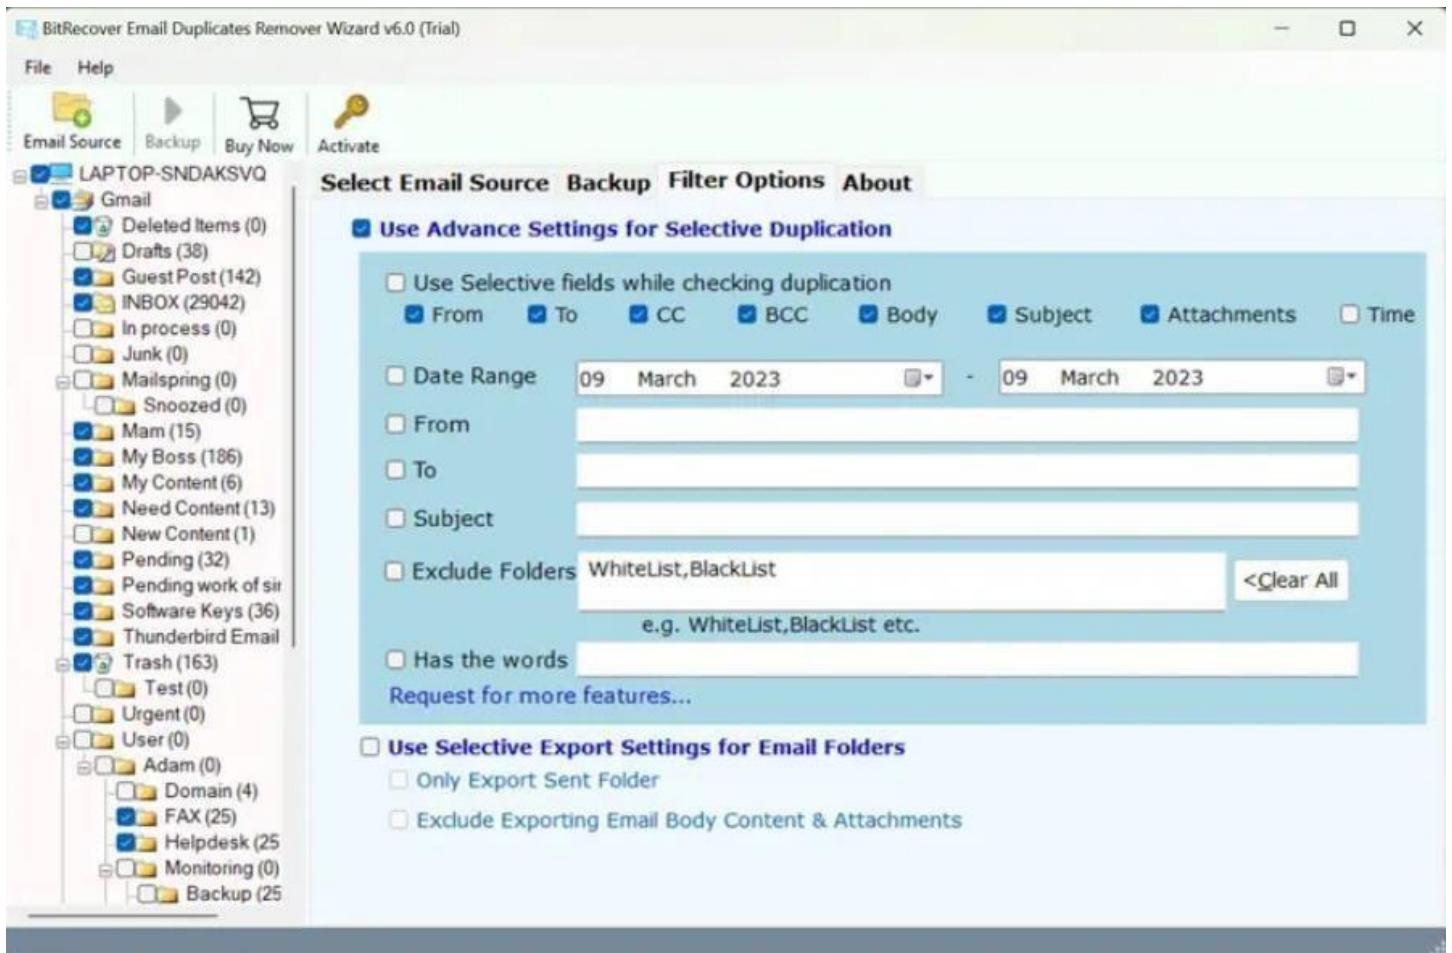 BitRecover Email Duplicates Remover Wizard v6.0 (Trial)
File Help
Email Source Backup Buy Now Activate
LAPTOP-SNDAKSVQ
Gmail
Deleted Items (0)
Drafts (38)
Guest Post (142)
INBOX (29042)
In process (0)
Junk (0)
Mailspring (0)
Snoozed (0)
Mam (15)
My Boss (186)
My Content (6)
Need Content (13)
New Content (1)
Pending (32)
Pending work of sir
Software Keys (36)
Thunderbird Email
Trash (163)
Test (0)
Urgent (0)
User (0)
Adam (0)
Domain (4)
FAX (25)
Helpdesk (25
Monitoring (0)
Backup (25
Select Email Source Backup Filter Options About
Use Advance Settings for Selective Duplication
Use Selective fields while checking duplication
From To CC BCC Body Subject Attachments Time
Date Range 09 March 2023 - 09 March 2023
From
To
Subject
Exclude Folders WhiteList,BlackList <Clear All
e.g. WhiteList,BlackList etc.
Has the words
Request for more features...
Use Selective Export Settings for Email Folders
Only Export Sent Folder
Exclude Exporting Email Body Content & Attachments